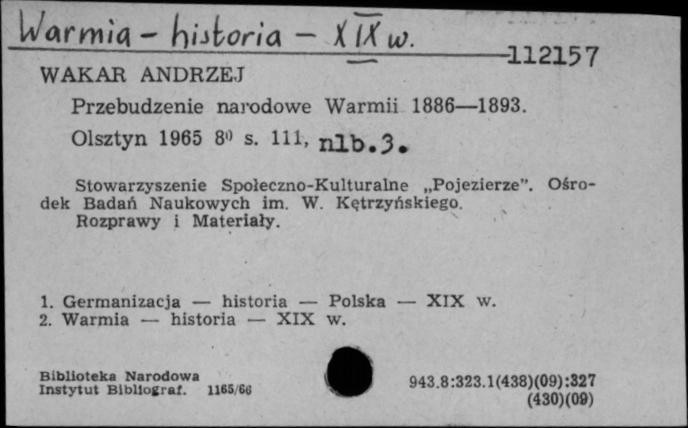 Warmia - historia - XIX w.
112157
WAKAR ANDRZEJ
Przebudzenie narodowe Warmii 1886—1893.
Olsztyn 1965 8⁰ s. 111, nlb.3.
Stowarzyszenie Społeczno-Kulturalne „Pojezierze”. Ośro-
dek Badań Naukowych im. W. Kętrzyńskiego.
Rozprawy i Materiały.
1. Germanizacja — historia — Polska — XIX w.
2. Warmia — historia — XIX w.
Biblioteka Narodowa
Instytut Bibliograf. 1165/66
943.8:323.1(438)(09):327
(430)(09)